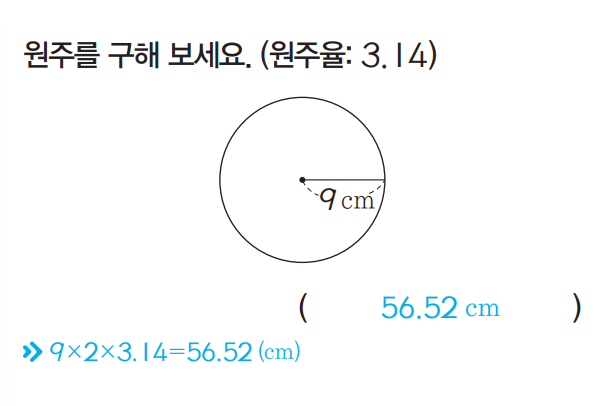 원주를 구해 보세요. (원주율: 3.14)
9 cm
( 56.52 cm )
» 9×2×3.14=56.52 (cm)